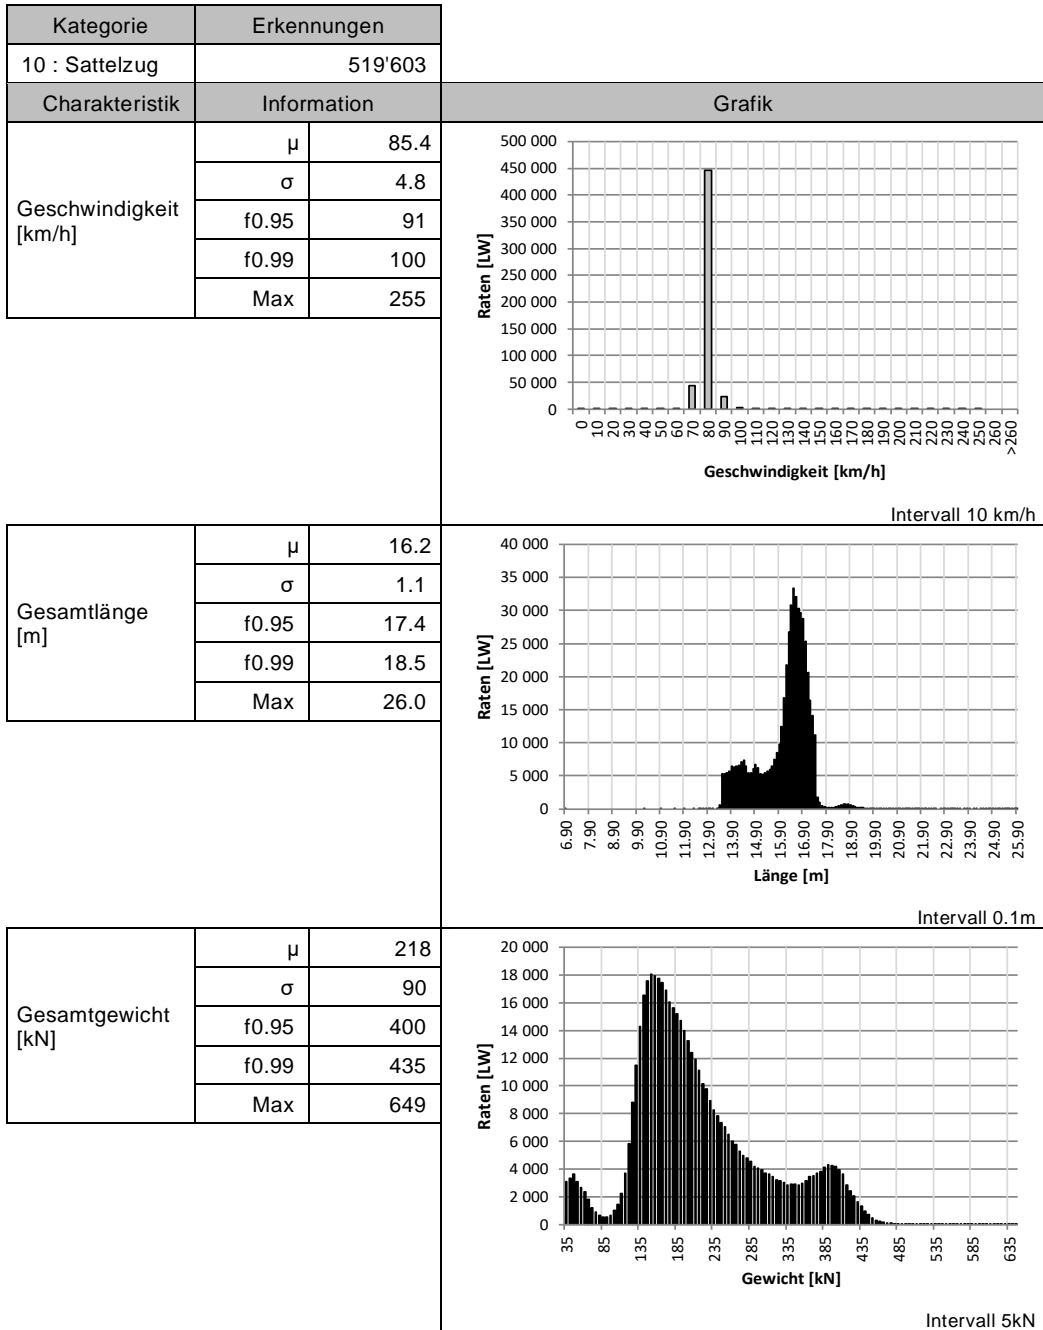 Kategorie Erkennungen
10 : Sattelzug 519'603
Charakteristik Information Grafik
Geschwindigkeit [km/h]
μ 85.4
σ 4.8
f0.95 91
f0.99 100
Max 255
500 000
450 000
400 000
350 000
300 000
250 000
200 000
150 000
100 000
50 000
0
Raten [LW]
0 10 20 30 40 50 60 70 80 90 100 110 120 130 140 150 160 170 180 190 200 210 220 230 240 250 260 >260
Geschwindigkeit [km/h]
Intervall 10 km/h
Gesamtlänge [m]
μ 16.2
σ 1.1
f0.95 17.4
f0.99 18.5
Max 26.0
40 000
35 000
30 000
25 000
20 000
15 000
10 000
5 000
0
Raten [LW]
6.90 7.90 8.90 9.90 10.90 11.90 12.90 13.90 14.90 15.90 16.90 17.90 18.90 19.90 20.90 21.90 22.90 23.90 24.90 25.90
Länge [m]
Intervall 0.1m
Gesamtgewicht [kN]
μ 218
σ 90
f0.95 400
f0.99 435
Max 649
20 000
18 000
16 000
14 000
12 000
10 000
8 000
6 000
4 000
2 000
0
Raten [LW]
35 85 135 185 235 285 335 385 435 485 535 585 635
Gewicht [kN]
Intervall 5kN